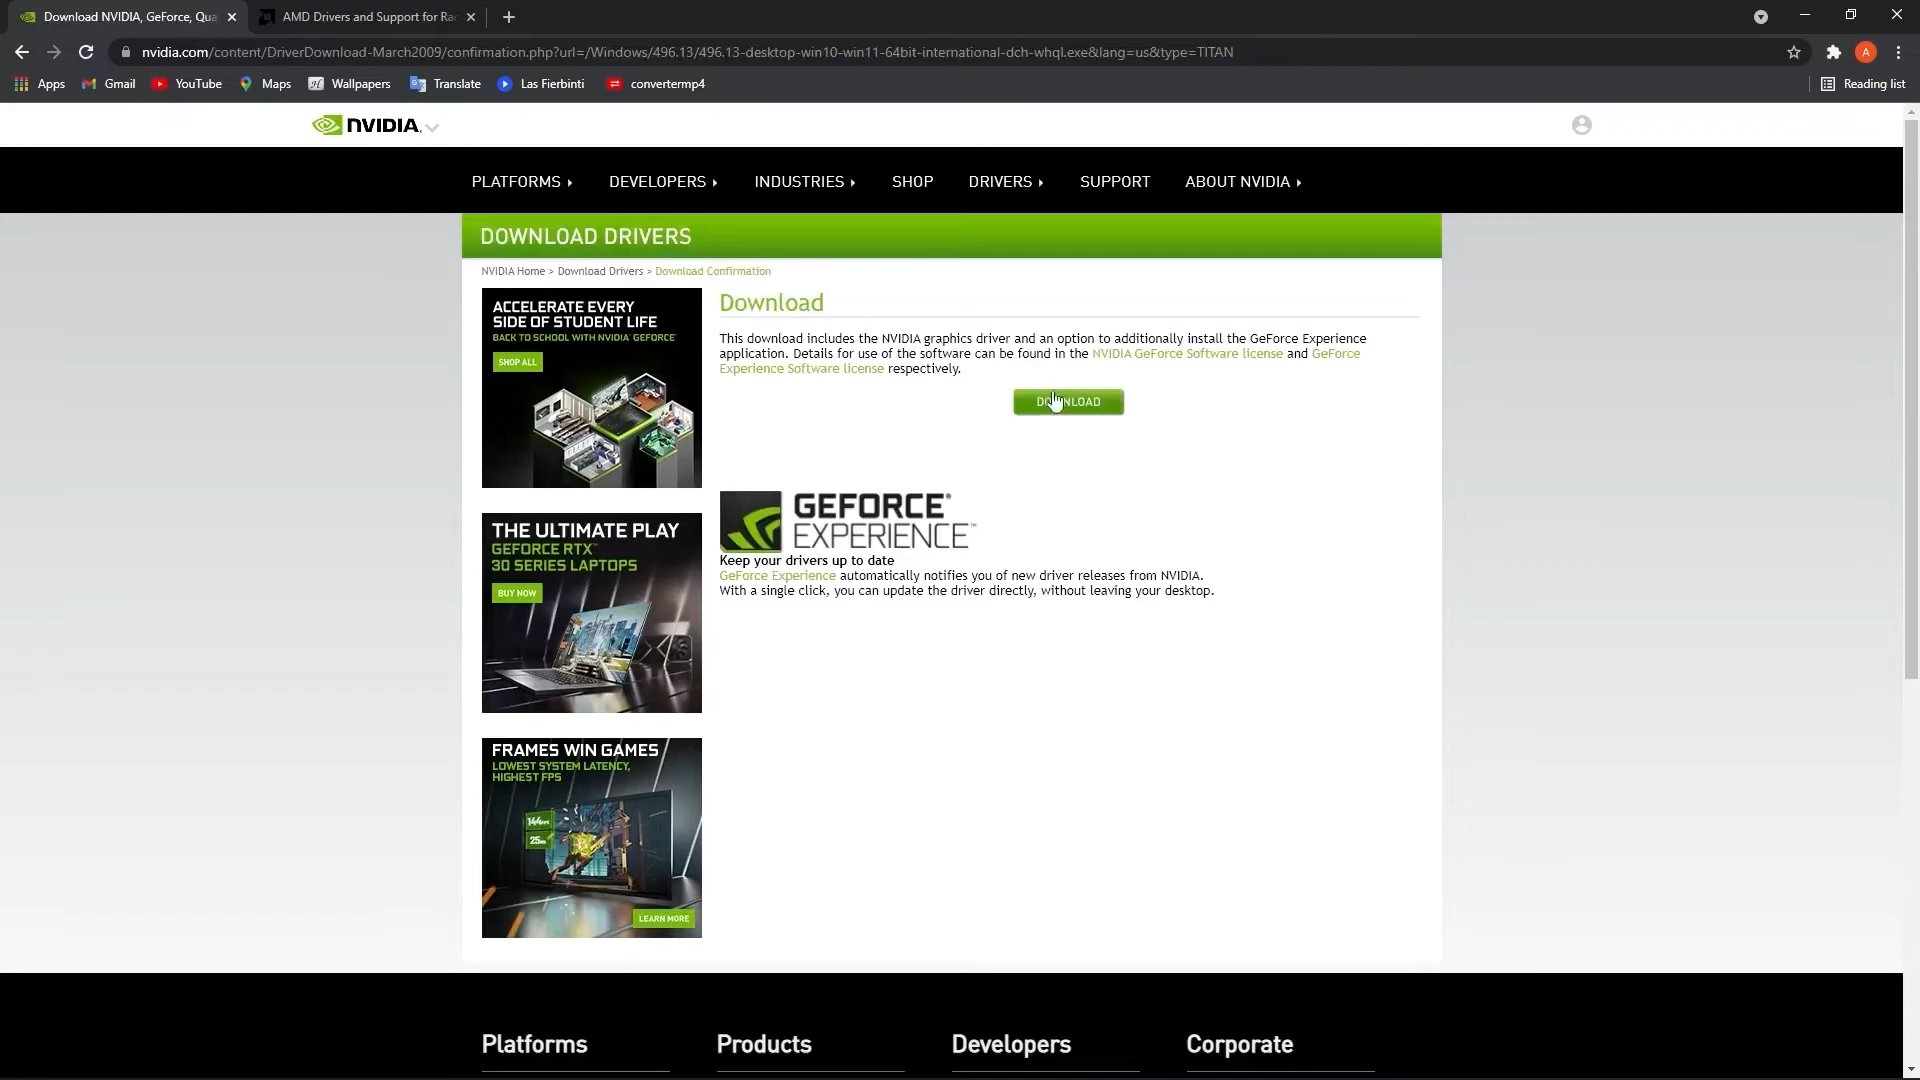 Download NVIDIA, GeForce, Qua
AMD Drivers and Support for Ra
nvidia.com/content/DriverDownload-March2009/confirmation.php?url=/Windows/496.13/496.13-desktop-win10-win11-64bit-international-dch-whql.exe&lang=us&type=TITAN
A
Apps
Gmail
YouTube
Maps
Wallpapers
Translate
Las Fierbinti
convertermp4
Reading list
NVIDIA.
PLATFORMS
DEVELOPERS
INDUSTRIES
SHOP
DRIVERS
SUPPORT
ABOUT NVIDIA
DOWNLOAD DRIVERS
NVIDIA Home > Download Drivers > Download Confirmation
ACCELERATE EVERY
SIDE OF STUDENT LIFE
BACK TO SCHOOL WITH NVIDIA GEFORCE®
SHOP ALL
Download
This download includes the NVIDIA graphics driver and an option to additionally install the GeForce Experience
application. Details for use of the software can be found in the NVIDIA GeForce Software license and GeForce
Experience Software license respectively.
DOWNLOAD
THE ULTIMATE PLAY
GEFORCE RTX™
30 SERIES LAPTOPS
BUY NOW
GEFORCE®
EXPERIENCE™
Keep your drivers up to date
GeForce Experience automatically notifies you of new driver releases from NVIDIA.
With a single click, you can update the driver directly, without leaving your desktop.
FRAMES WIN GAMES
LOWEST SYSTEM LATENCY,
HIGHEST FPS
LEARN MORE
Platforms
Products
Developers
Corporate